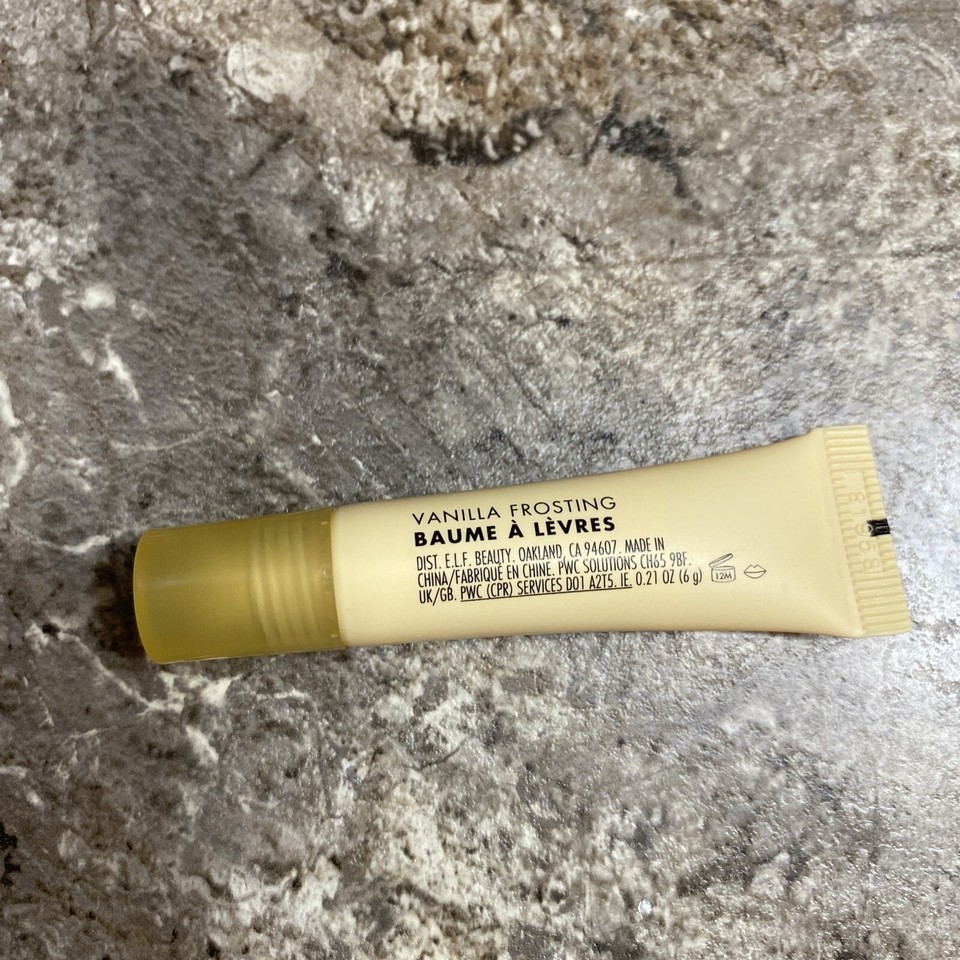 VANILLA FROSTING
BAUME À LÈVRES
DIST. E.L.F. BEAUTY. OAKLAND, CA 94607. MADE IN
CHINA/FABRIQUÉ EN CHINE. PWC SOLUTIONS CH65 9BF.
UK/GB. PWC (CPR) SERVICES D01 A2T5. IE. 0.21 OZ (6 g)
12M